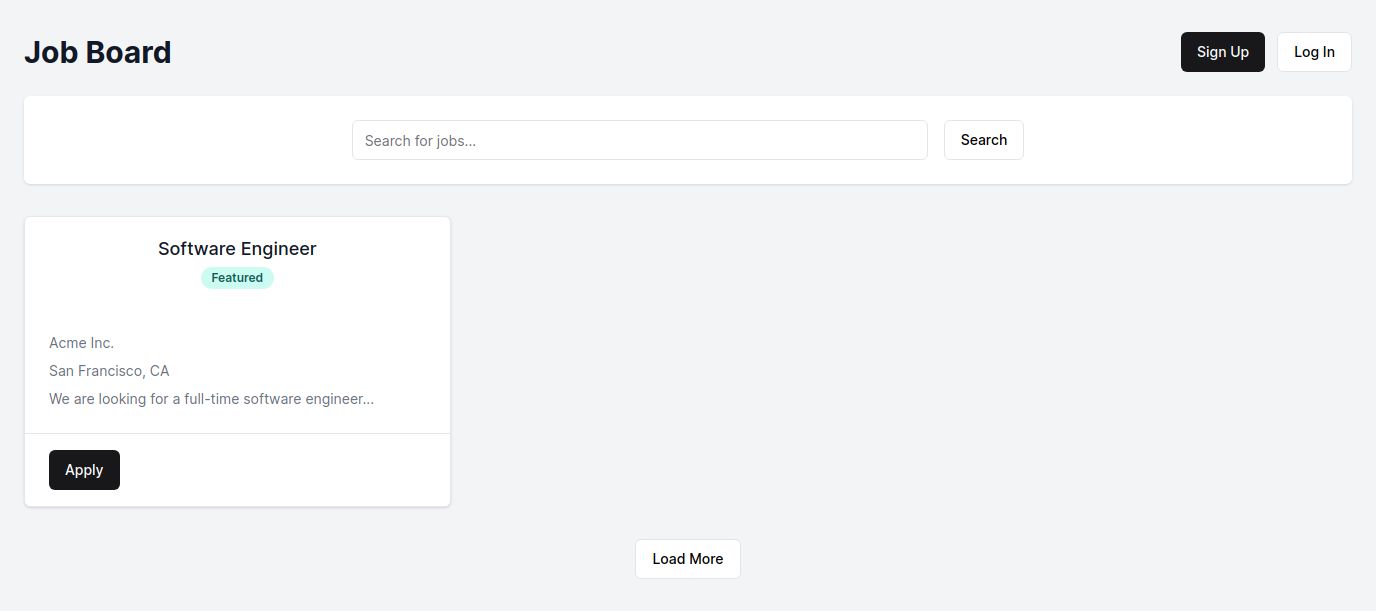 Job Board
Sign Up
Log In
Search for jobs...
Search
Software Engineer
Featured
Acme Inc.
San Francisco, CA
We are looking for a full-time software engineer...
Apply
Load More